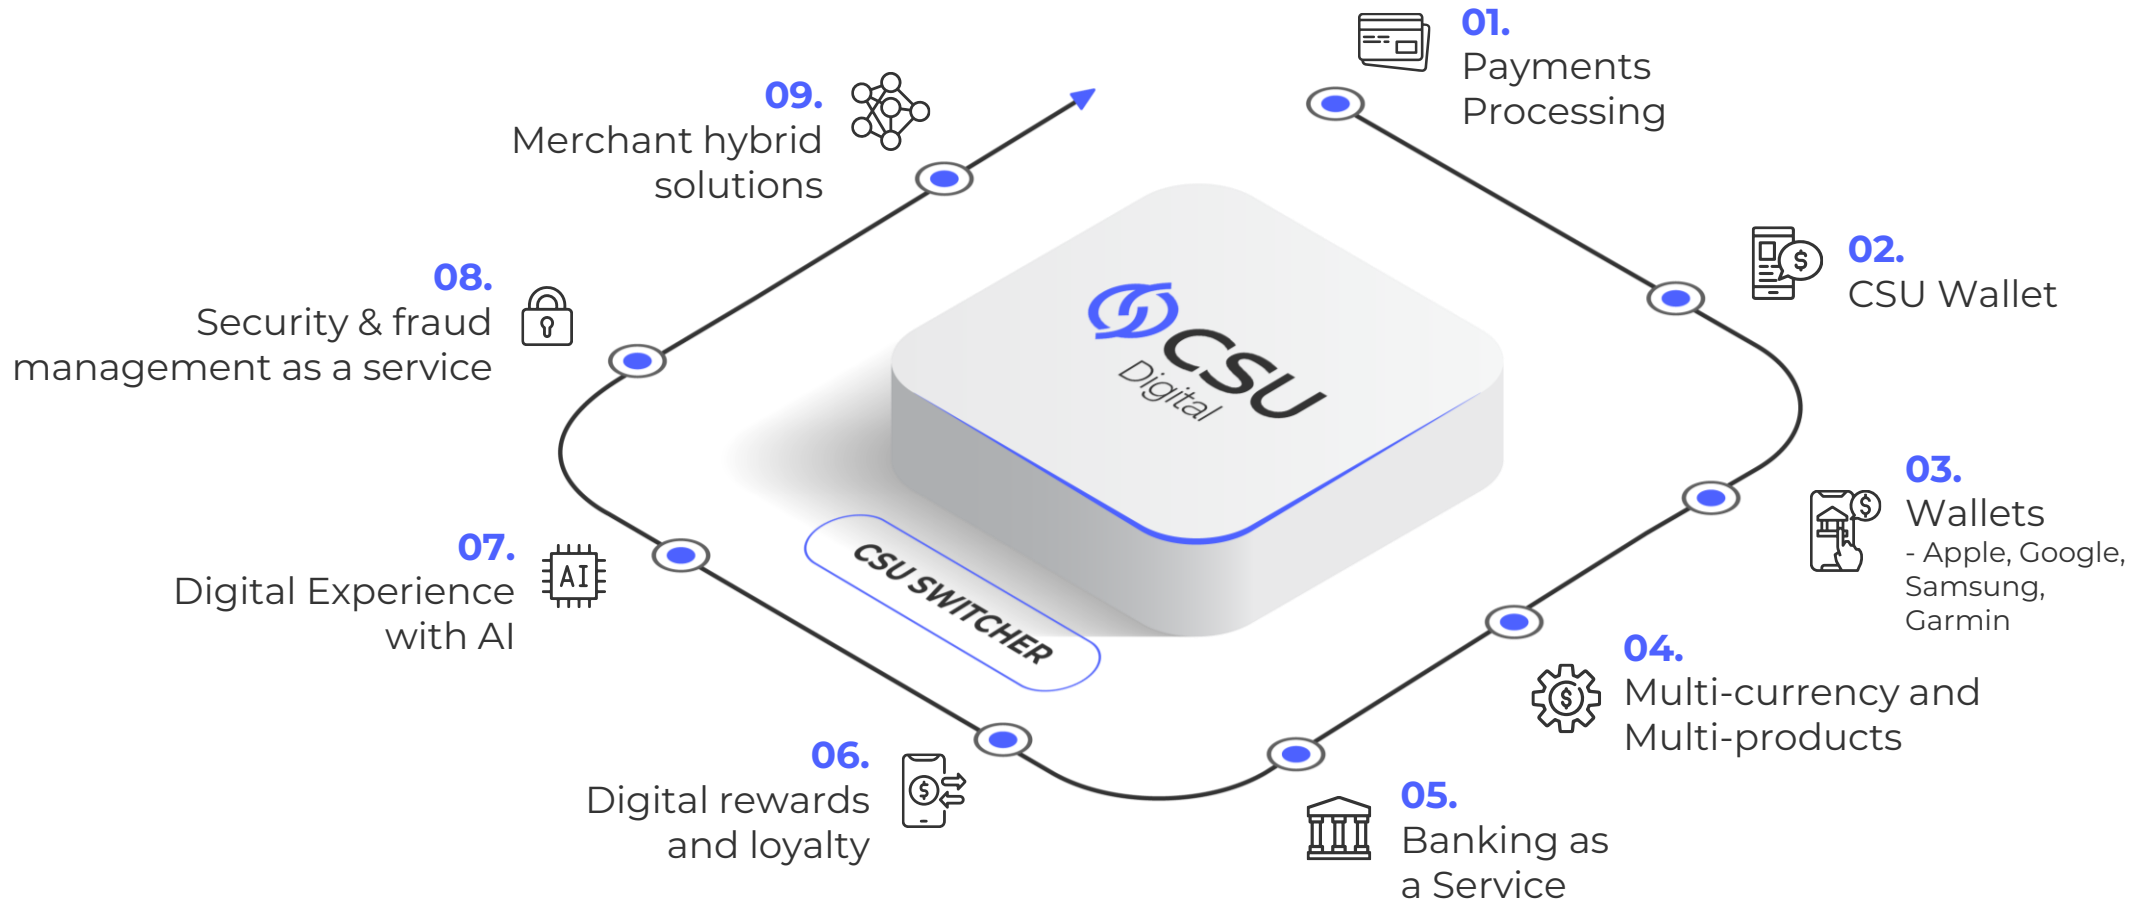 01.
Payments
Processing
02.
CSU Wallet
03.
Wallets
- Apple, Google,
Samsung,
Garmin
04.
Multi-currency and
Multi-products
05.
Banking as
a Service
06.
Digital rewards
and loyalty
07.
Digital Experience
with AI
AI
08.
Security & fraud
management as a service
09.
Merchant hybrid
solutions
CSU
Digital
CSU SWITCHER
$
$
$
$